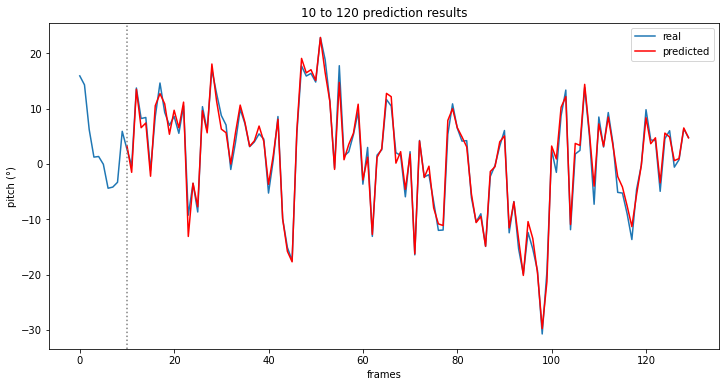 10 to 120 prediction results
real
predicted
pitch (°)
20
10
0
−10
−20
−30
0 20 40 60 80 100 120
frames